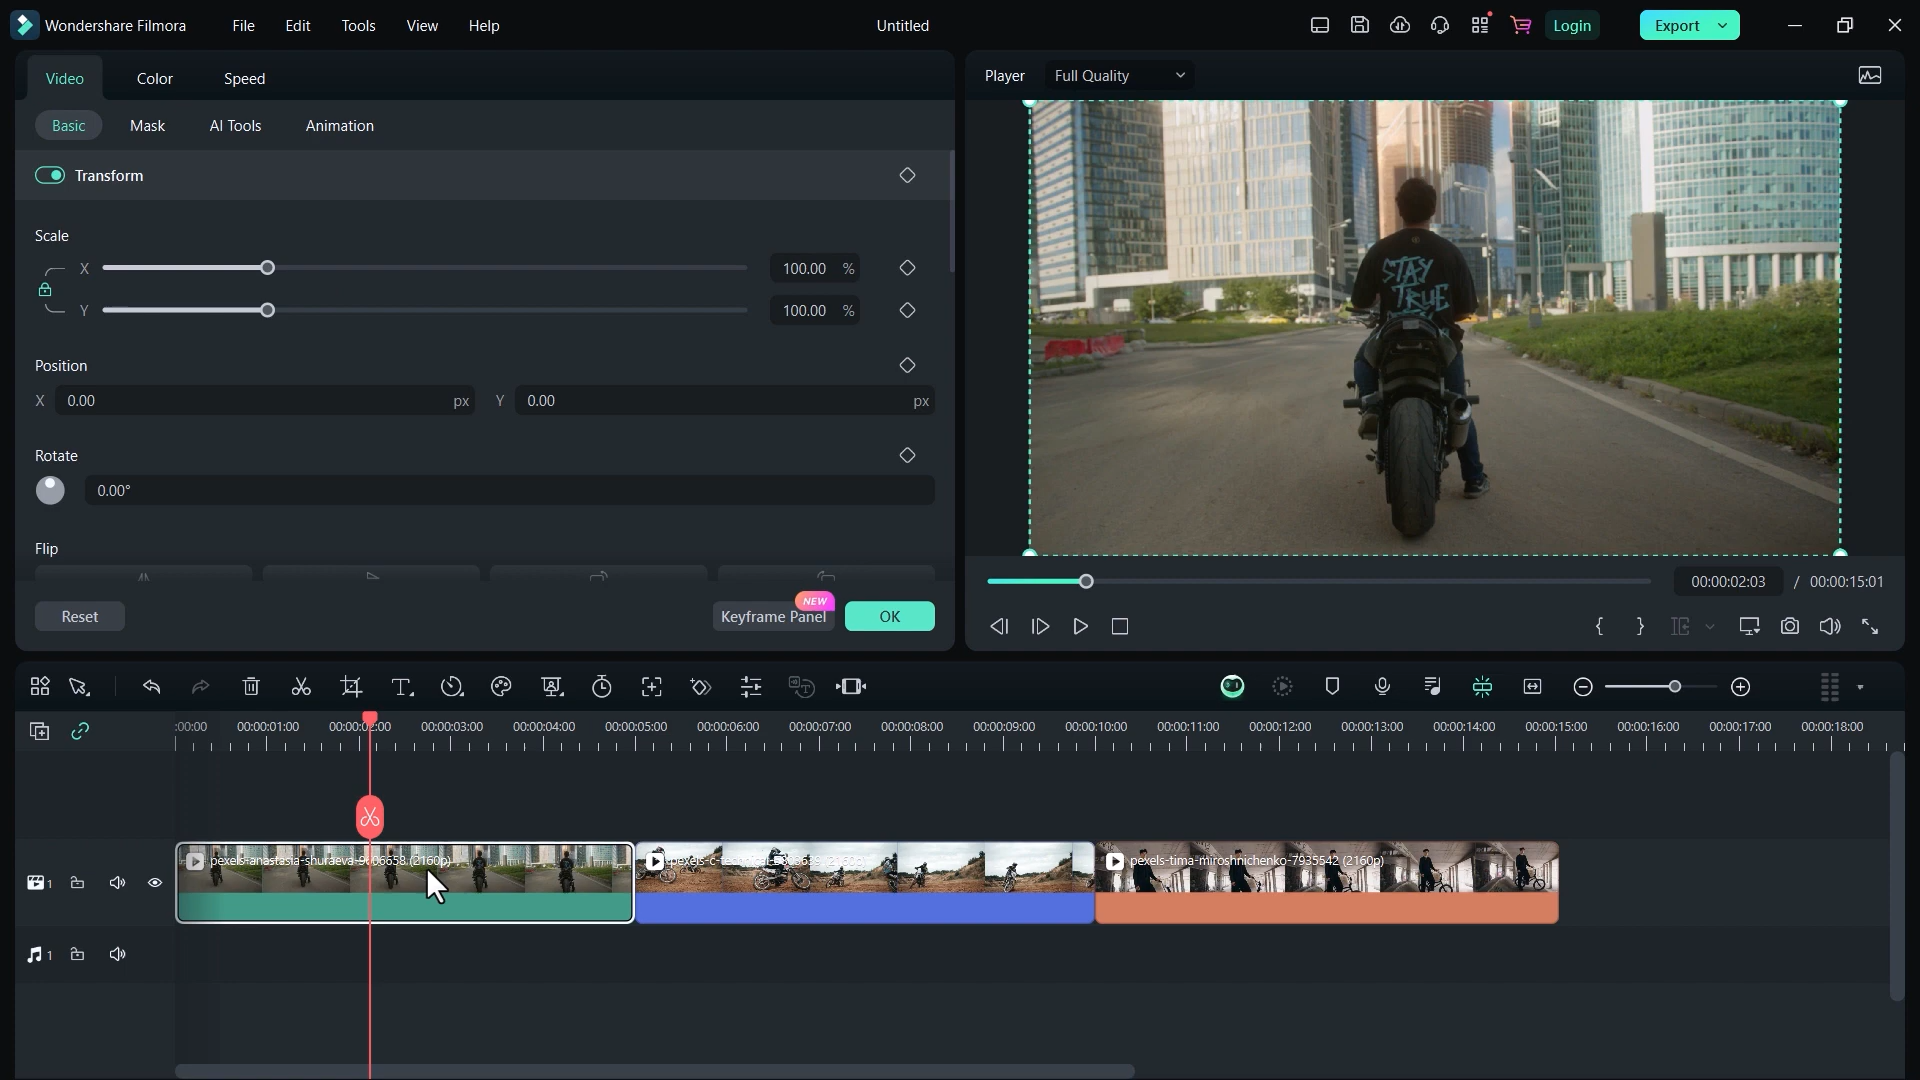 Wondershare Filmora File Edit Tools View Help Untitled Login Export
Video Color Speed
Player Full Quality
Basic Mask AI Tools Animation
Transform
Scale
X 100.00 %
Y 100.00 %
Position
X 0.00 px Y 0.00 px
Rotate
0.00°
Flip
STAY
TRUE
Reset Keyframe Panel NEW OK
00:00:02:03 / 00:00:15:01
:00:00 00:00:01:00 00:00:02:00 00:00:03:00 00:00:04:00 00:00:05:00 00:00:06:00 00:00:07:00 00:00:08:00 00:00:09:00 00:00:10:00 00:00:11:00 00:00:12:00 00:00:13:00 00:00:14:00 00:00:15:00 00:00:16:00 00:00:17:00 00:00:18:00
pexels-anastasia-shuraeva-9 06658 (2160p) pexels-c-technical pexels-tima-miroshnichenko-7935542 (2160p)
1
1